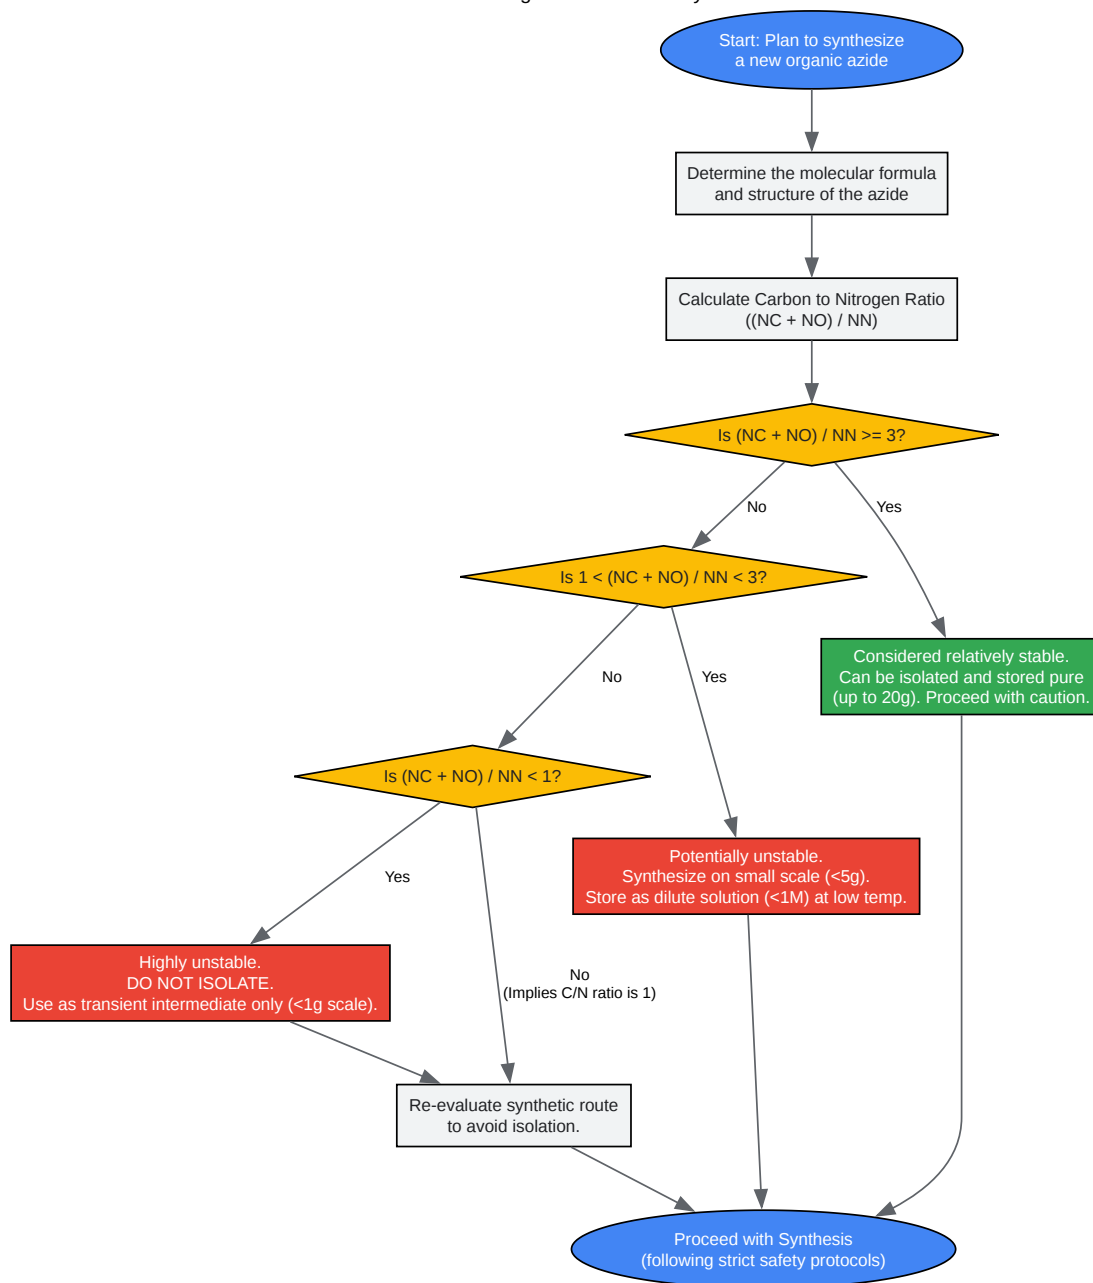 Start: Plan to synthesize
a new organic azide
Determine the molecular formula
and structure of the azide
Calculate Carbon to Nitrogen Ratio
((NC + NO) / NN)
Is (NC + NO) / NN >= 3?
No
Yes
Is 1 < (NC + NO) / NN < 3?
Considered relatively stable.
Can be isolated and stored pure
(up to 20g). Proceed with caution.
No
Yes
Is (NC + NO) / NN < 1?
Potentially unstable.
Synthesize on small scale (<5g).
Store as dilute solution (<1M) at low temp.
Yes
Highly unstable.
DO NOT ISOLATE.
Use as transient intermediate only (<1g scale).
No
(Implies C/N ratio is 1)
Re-evaluate synthetic route
to avoid isolation.
Proceed with Synthesis
(following strict safety protocols)